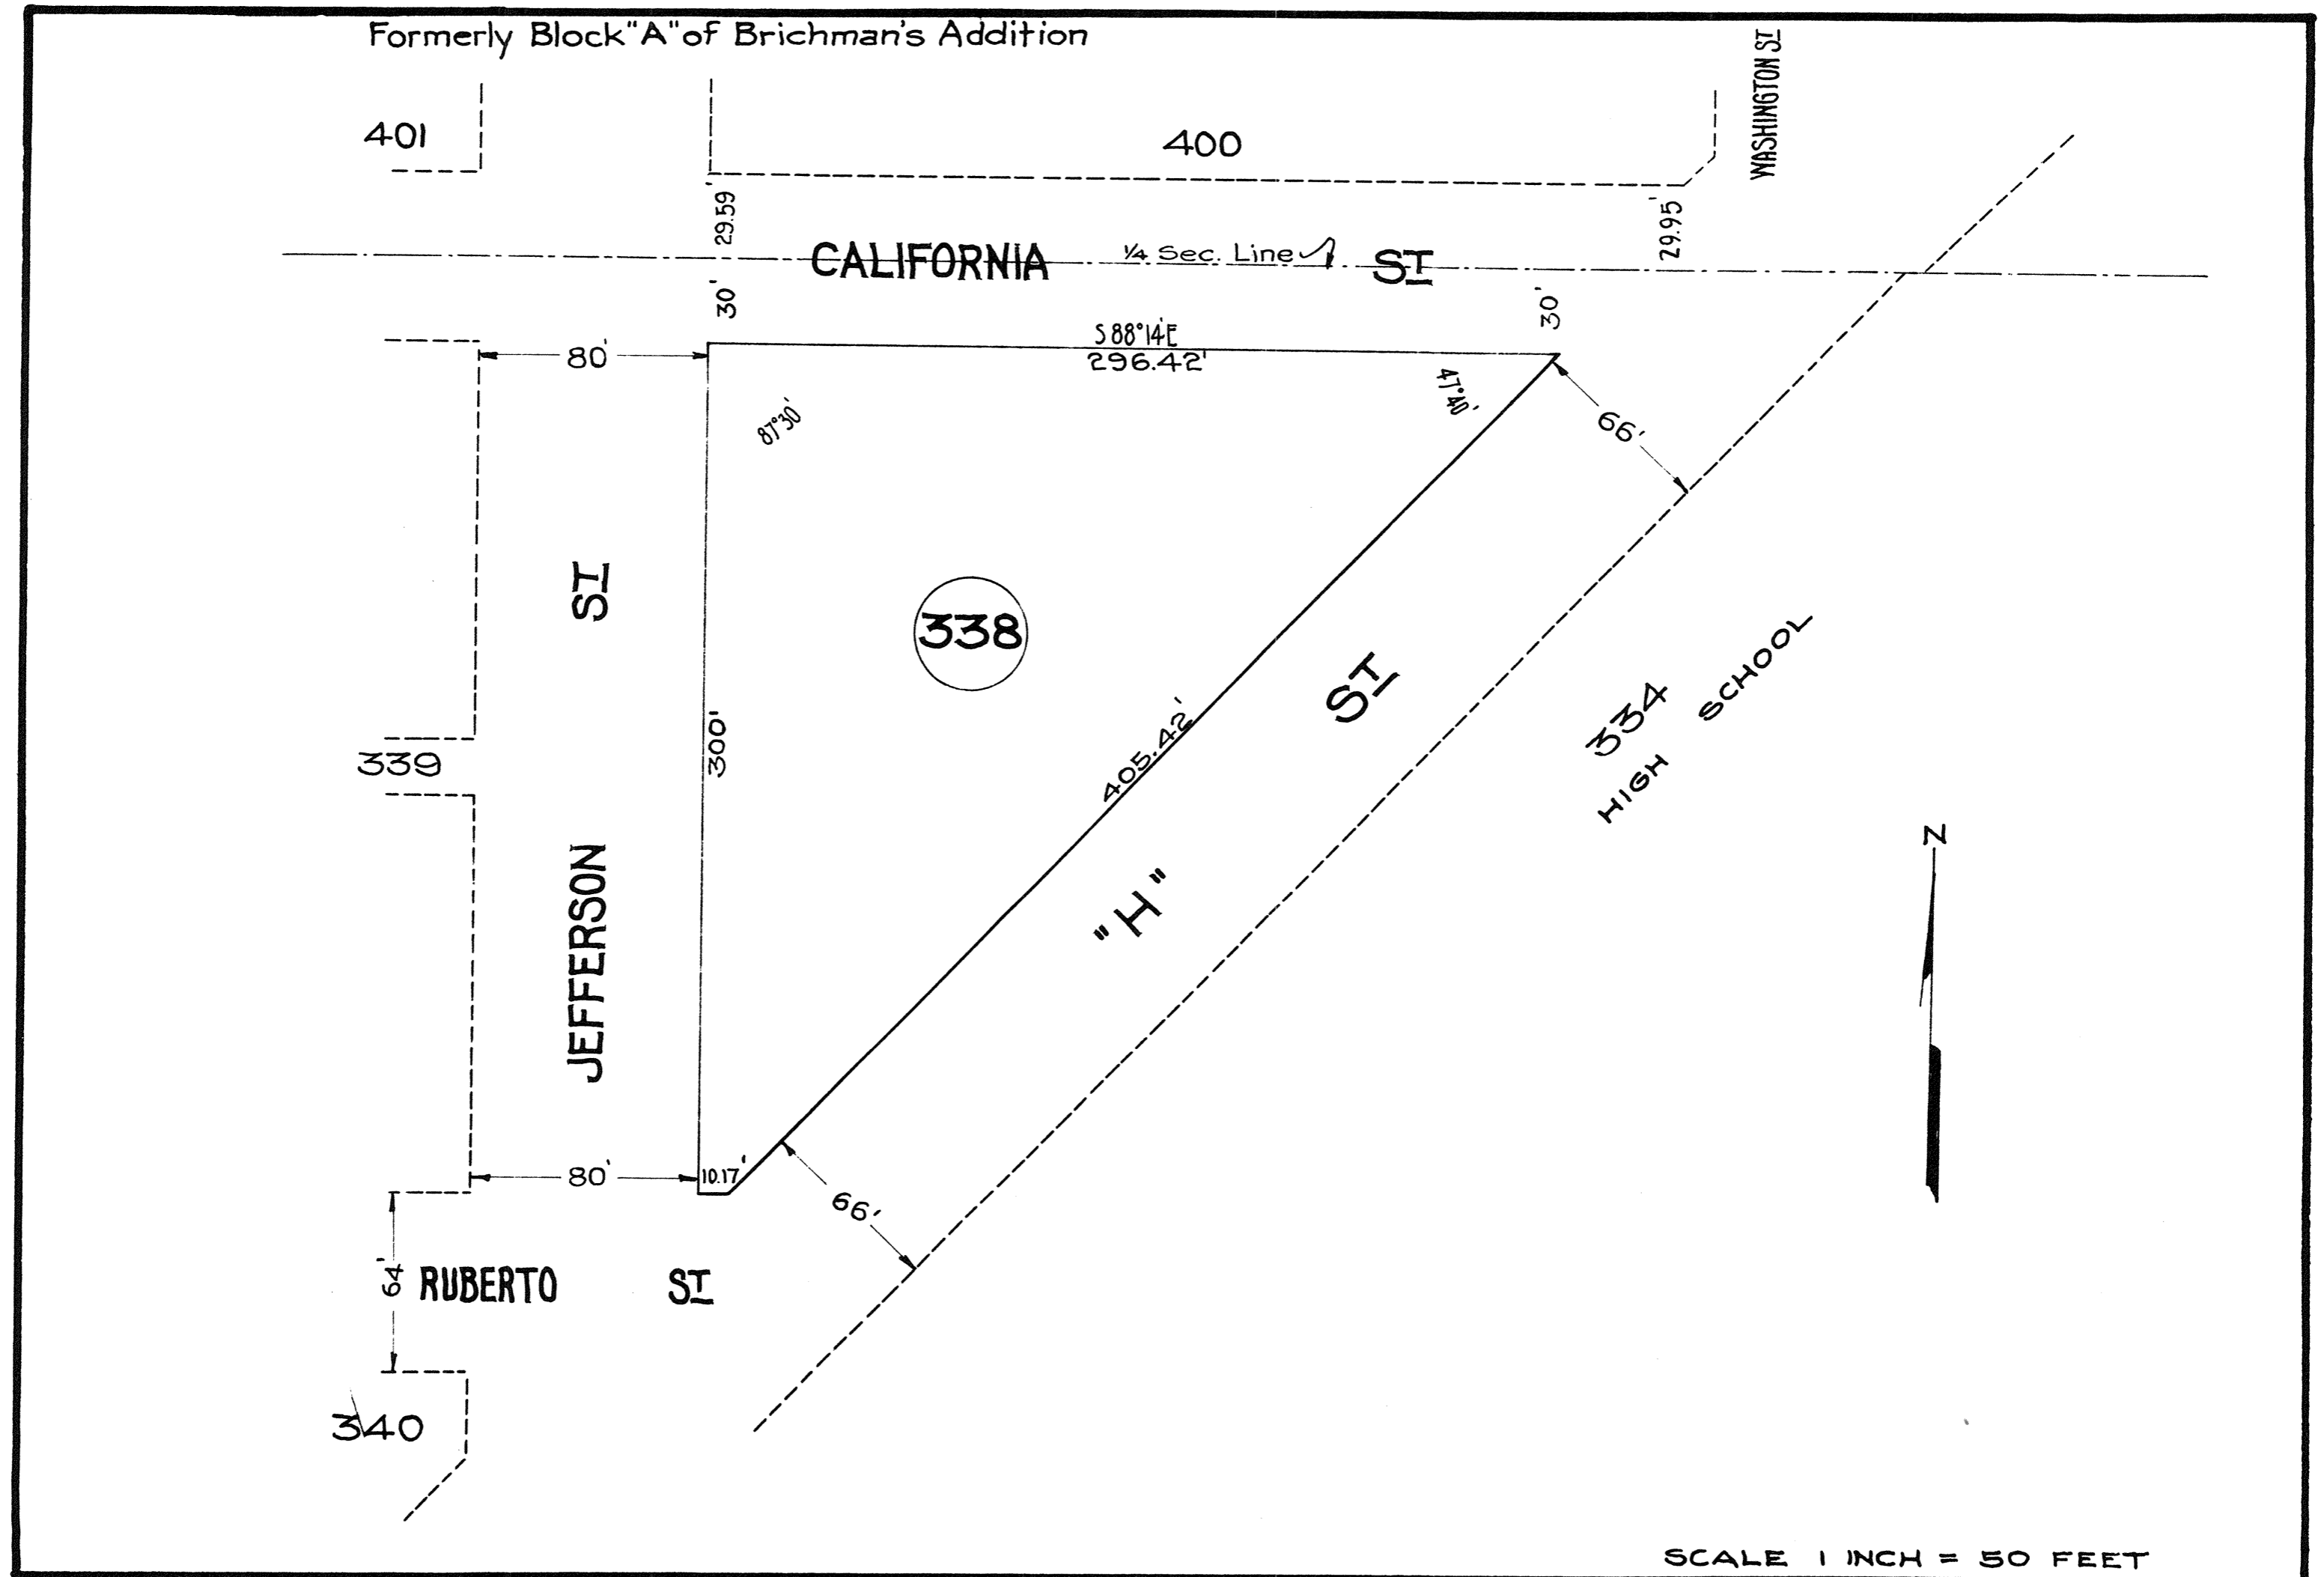 Formerly Block "A" of Brichman's Addition
WASHINGTON ST
401
400
29.59'
29.95'
CALIFORNIA ST
1/4 Sec. Line
30'
30'
S 88°14'E
296.42'
80'
87°30'
47°40'
66'
JEFFERSON ST
338
300'
405.42'
"H" ST
334
HIGH SCHOOL
339
N
80'
10.17'
66'
64'
RUBERTO ST
340
SCALE 1 INCH = 50 FEET